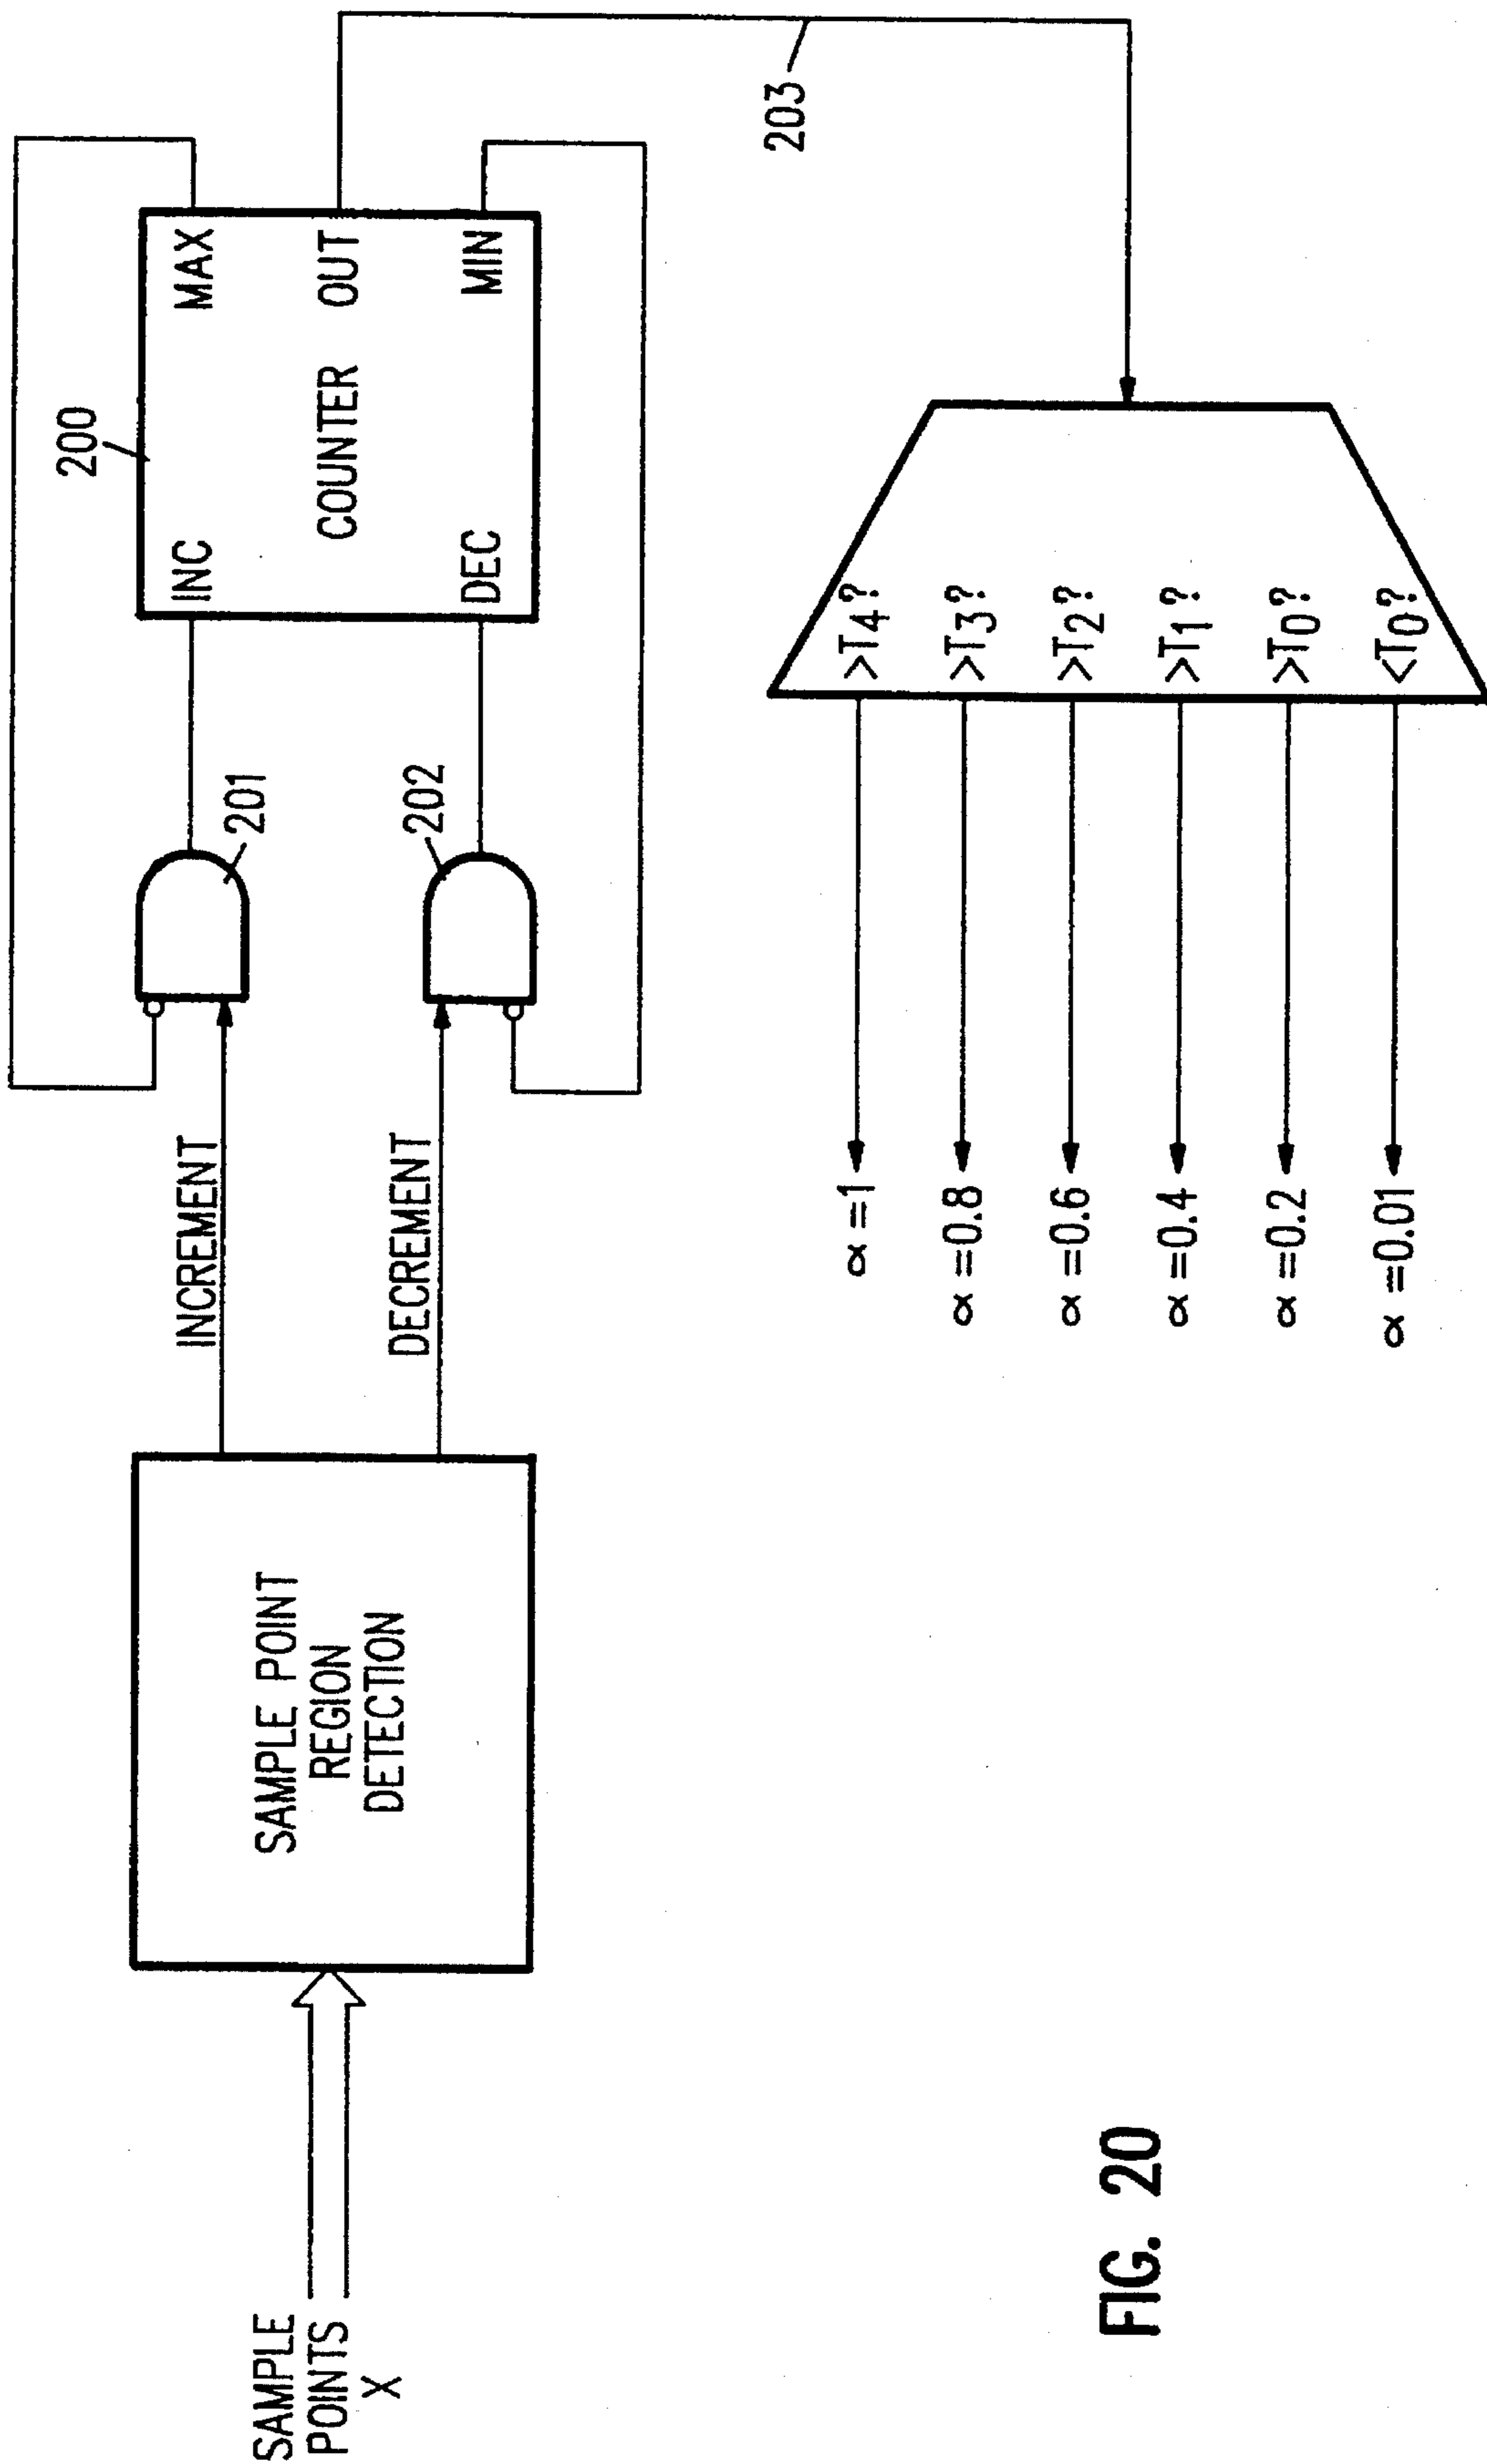 SAMPLE
POINTS
X
SAMPLE POINT
REGION
DETECTION
INCREMENT
DECREMENT
201
202
200
INC
DEC
COUNTER
MAX
OUT
MIN
203
>T4?
>T3?
>T2?
>T1?
>T0?
<T0?
α=1
α=0.8
α=0.6
α=0.4
α=0.2
α=0.01
FIG. 20